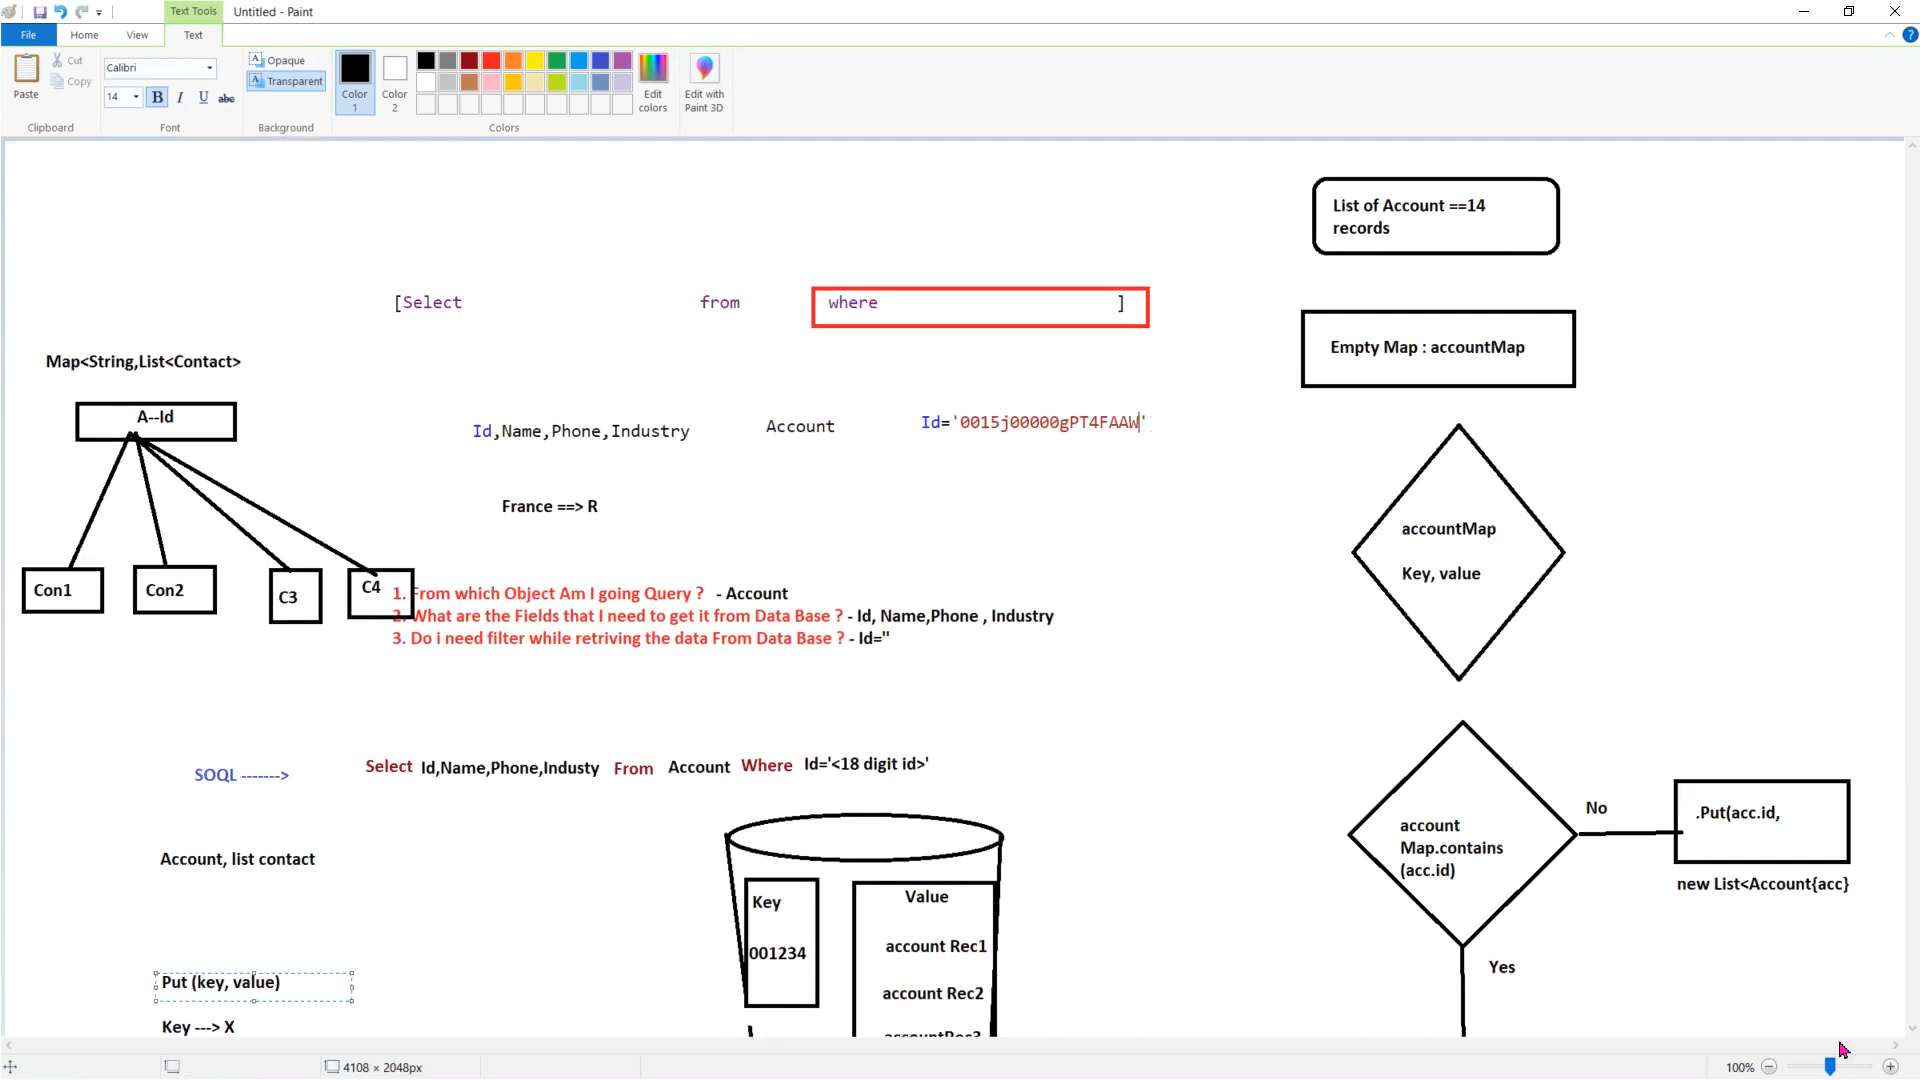 Text Tools
Untitled - Paint
File
Home
View
Text
Paste
Cut
Copy
Clipboard
Calibri
14
B
I
U
abc
Font
Opaque
Transparent
Background
Color 1
Color 2
Edit colors
Colors
Edit with Paint 3D
List of Account ==14
records
[Select from where ]
Empty Map : accountMap
Map<String,List<Contact>
A--Id
Id,Name,Phone,Industry
Account
Id='0015j00000gPT4FAAW'
France ==> R
accountMap
Key, value
Con1
Con2
C3
C4
1. From which Object Am I going Query ? - Account
2. What are the Fields that I need to get it from Data Base ? - Id, Name,Phone , Industry
3. Do i need filter while retriving the data From Data Base ? - Id=''
SOQL ------->
Select Id,Name,Phone,Industy From Account Where Id='<18 digit id>'
Account, list contact
account
Map.contains
(acc.id)
No
.Put(acc.id,
new List<Account{acc}
Yes
Key
001234
Value
account Rec1
account Rec2
accountRec3
Put (key, value)
Key ---> X
4108 × 2048px
100%